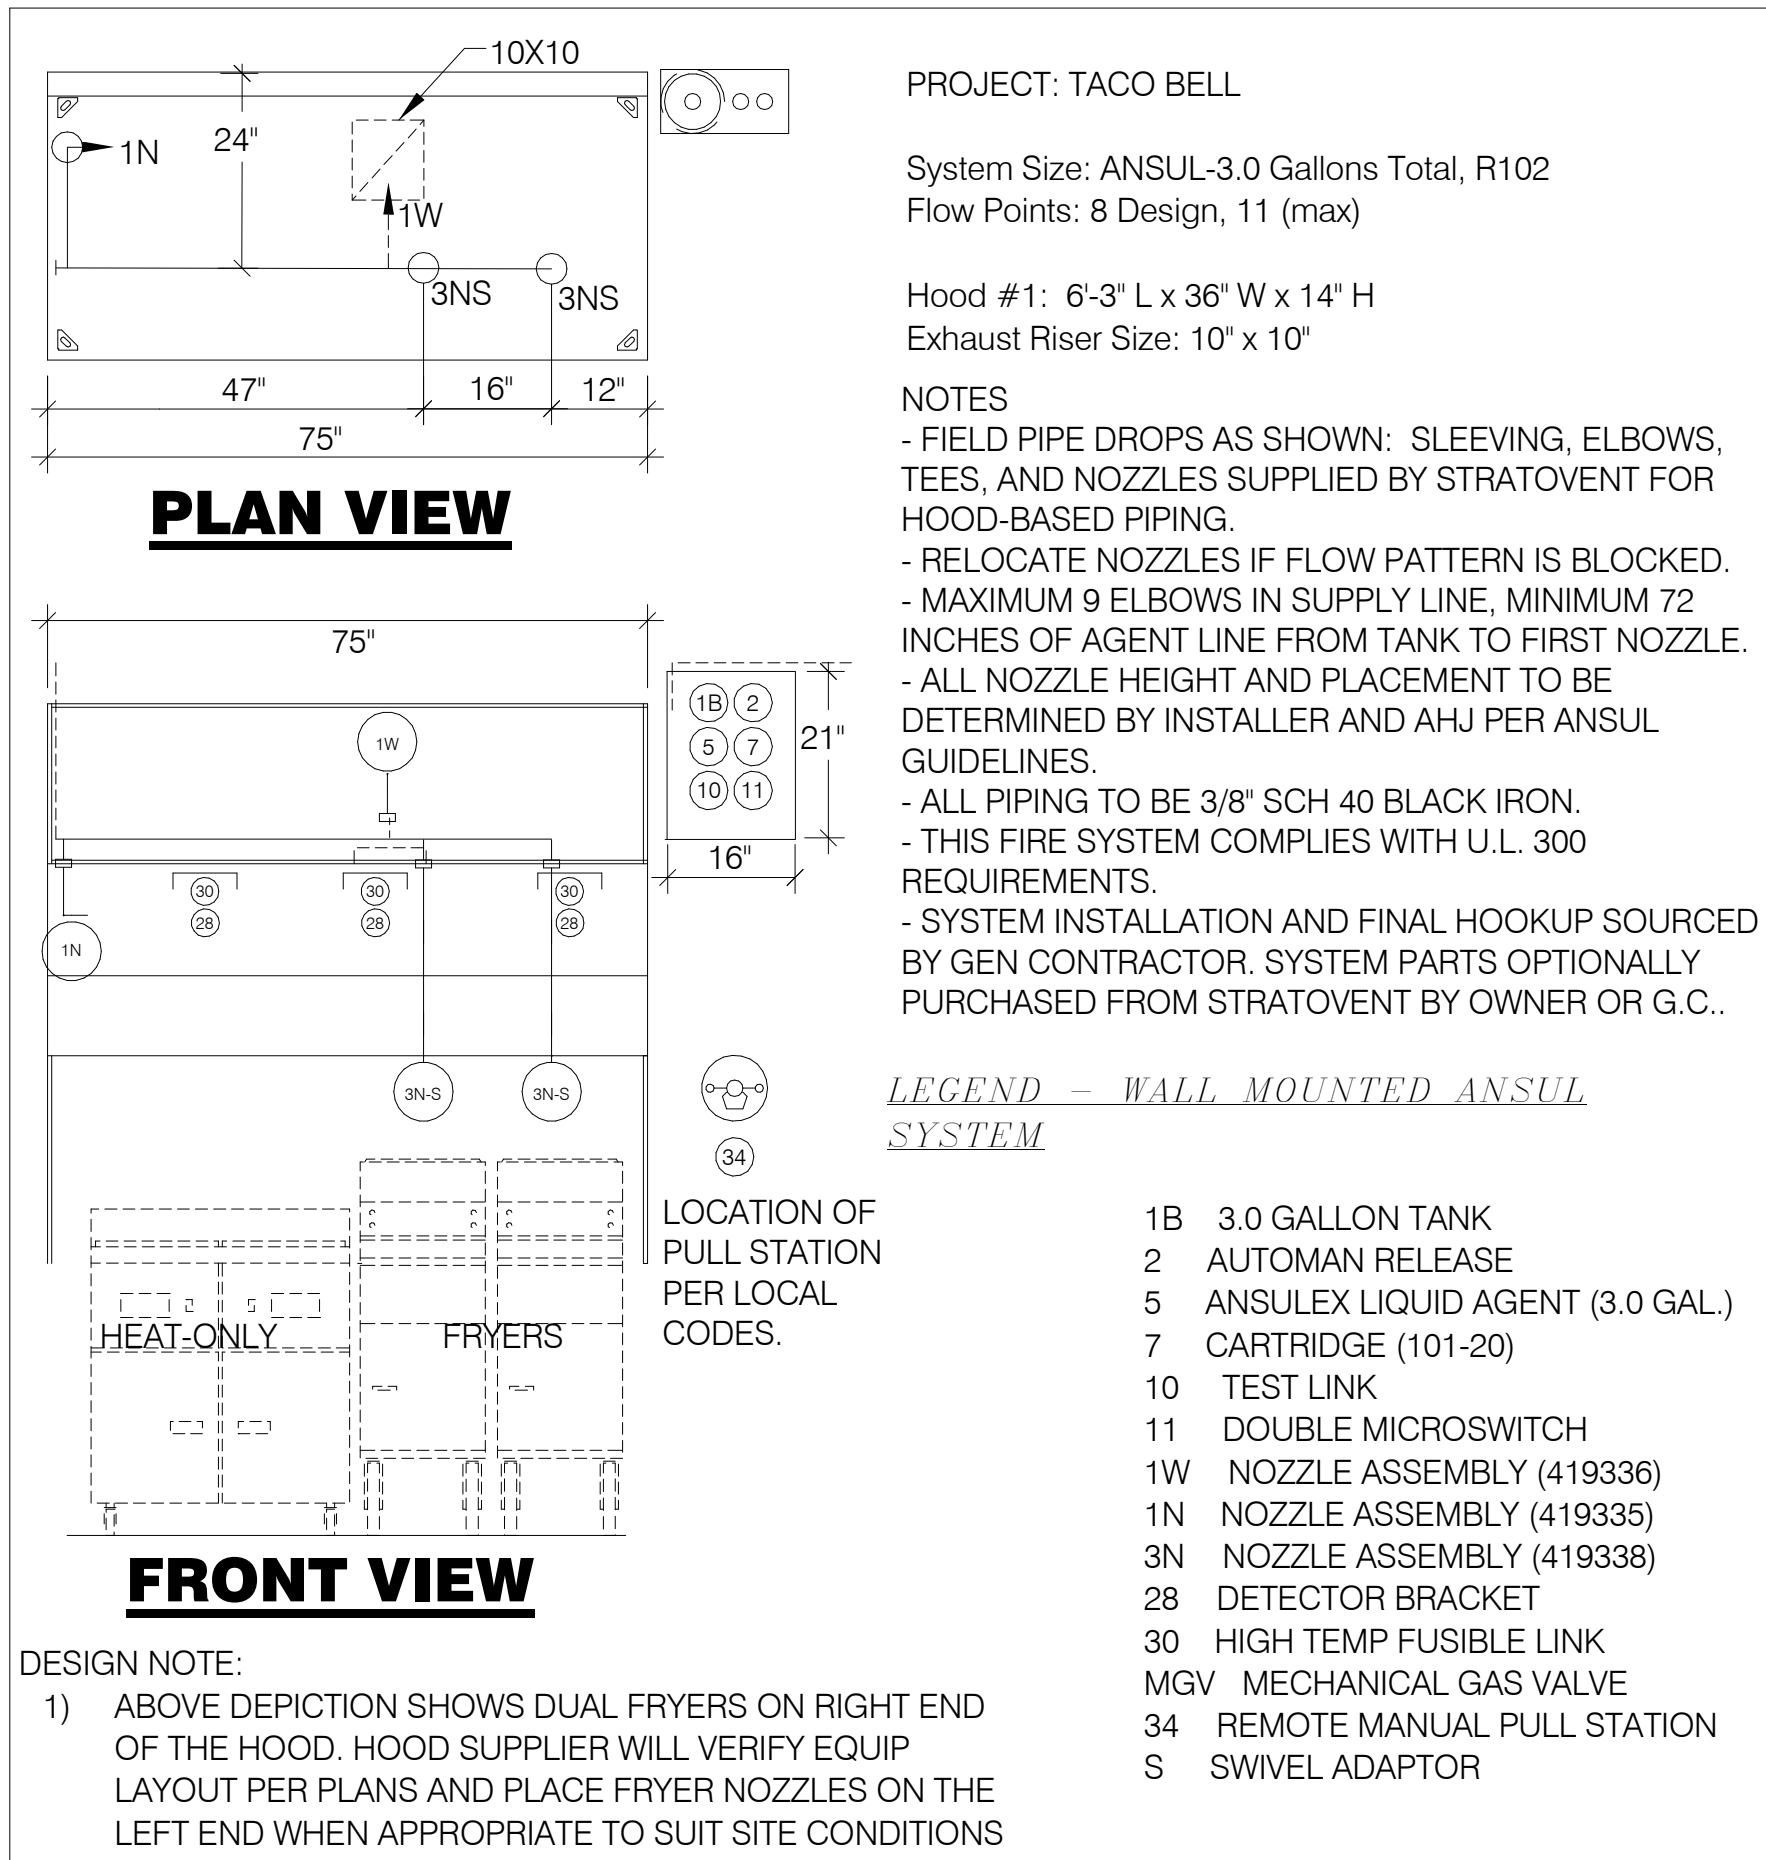 10X10
24"
1N
1W
3NS
3NS
47"
16"
12"
75"
PLAN VIEW
PROJECT: TACO BELL
System Size: ANSUL-3.0 Gallons Total, R102
Flow Points: 8 Design, 11 (max)
Hood #1:  6'-3" L x 36" W x 14" H
Exhaust Riser Size: 10" x 10"
NOTES
- FIELD PIPE DROPS AS SHOWN:  SLEEVING, ELBOWS,
TEES, AND NOZZLES SUPPLIED BY STRATOVENT FOR
HOOD-BASED PIPING.
- RELOCATE NOZZLES IF FLOW PATTERN IS BLOCKED.
- MAXIMUM 9 ELBOWS IN SUPPLY LINE, MINIMUM 72
INCHES OF AGENT LINE FROM TANK TO FIRST NOZZLE.
- ALL NOZZLE HEIGHT AND PLACEMENT TO BE
DETERMINED BY INSTALLER AND AHJ PER ANSUL
GUIDELINES.
- ALL PIPING TO BE 3/8" SCH 40 BLACK IRON.
- THIS FIRE SYSTEM COMPLIES WITH U.L. 300
REQUIREMENTS.
- SYSTEM INSTALLATION AND FINAL HOOKUP SOURCED
BY GEN CONTRACTOR. SYSTEM PARTS OPTIONALLY
PURCHASED FROM STRATOVENT BY OWNER OR G.C..
75"
1W
1B 2
5 7
10 11
21"
16"
30 30 30
28 28 28
1N
3N-S 3N-S
34
LOCATION OF
PULL STATION
PER LOCAL
CODES.
HEAT-ONLY
FRYERS
FRONT VIEW
LEGEND - WALL MOUNTED ANSUL
SYSTEM
1B 3.0 GALLON TANK
2 AUTOMAN RELEASE
5 ANSULEX LIQUID AGENT (3.0 GAL.)
7 CARTRIDGE (101-20)
10 TEST LINK
11 DOUBLE MICROSWITCH
1W NOZZLE ASSEMBLY (419336)
1N NOZZLE ASSEMBLY (419335)
3N NOZZLE ASSEMBLY (419338)
28 DETECTOR BRACKET
30 HIGH TEMP FUSIBLE LINK
MGV MECHANICAL GAS VALVE
34 REMOTE MANUAL PULL STATION
S SWIVEL ADAPTOR
DESIGN NOTE:
1) ABOVE DEPICTION SHOWS DUAL FRYERS ON RIGHT END
OF THE HOOD. HOOD SUPPLIER WILL VERIFY EQUIP
LAYOUT PER PLANS AND PLACE FRYER NOZZLES ON THE
LEFT END WHEN APPROPRIATE TO SUIT SITE CONDITIONS